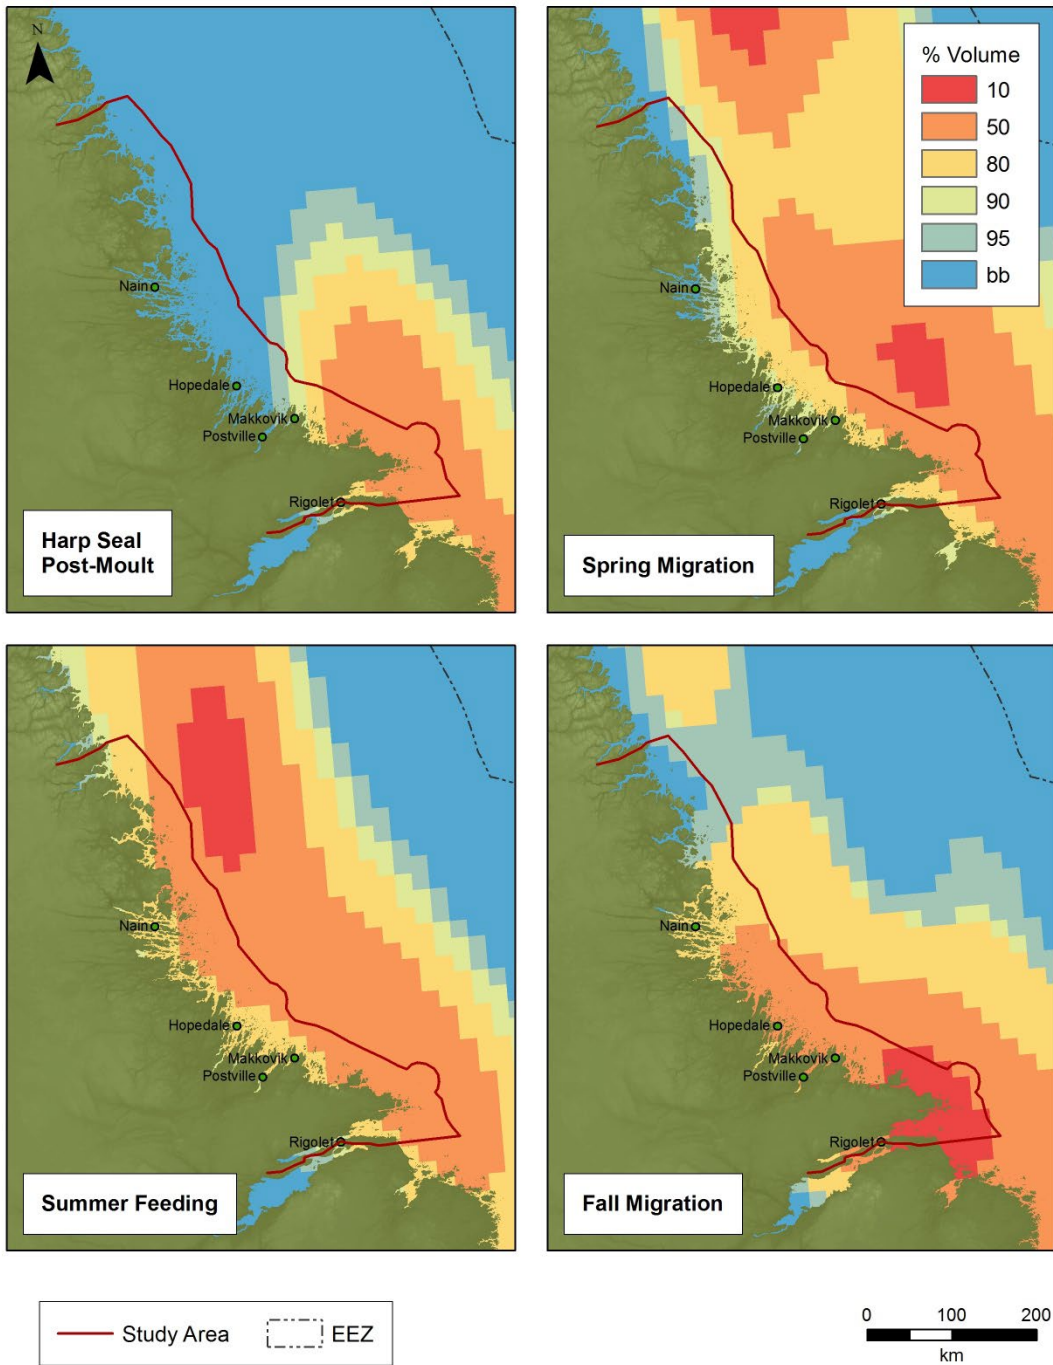 N
Nain
Hopedale
Makkovik
Postville
Rigolet
Harp Seal
Post-Moult
% Volume
10
50
80
90
95
bb
Nain
Hopedale
Makkovik
Postville
Rigolet
Spring Migration
Nain
Hopedale
Makkovik
Postville
Rigolet
Summer Feeding
Nain
Hopedale
Makkovik
Postville
Rigolet
Fall Migration
Study Area EEZ
0 100 200
km